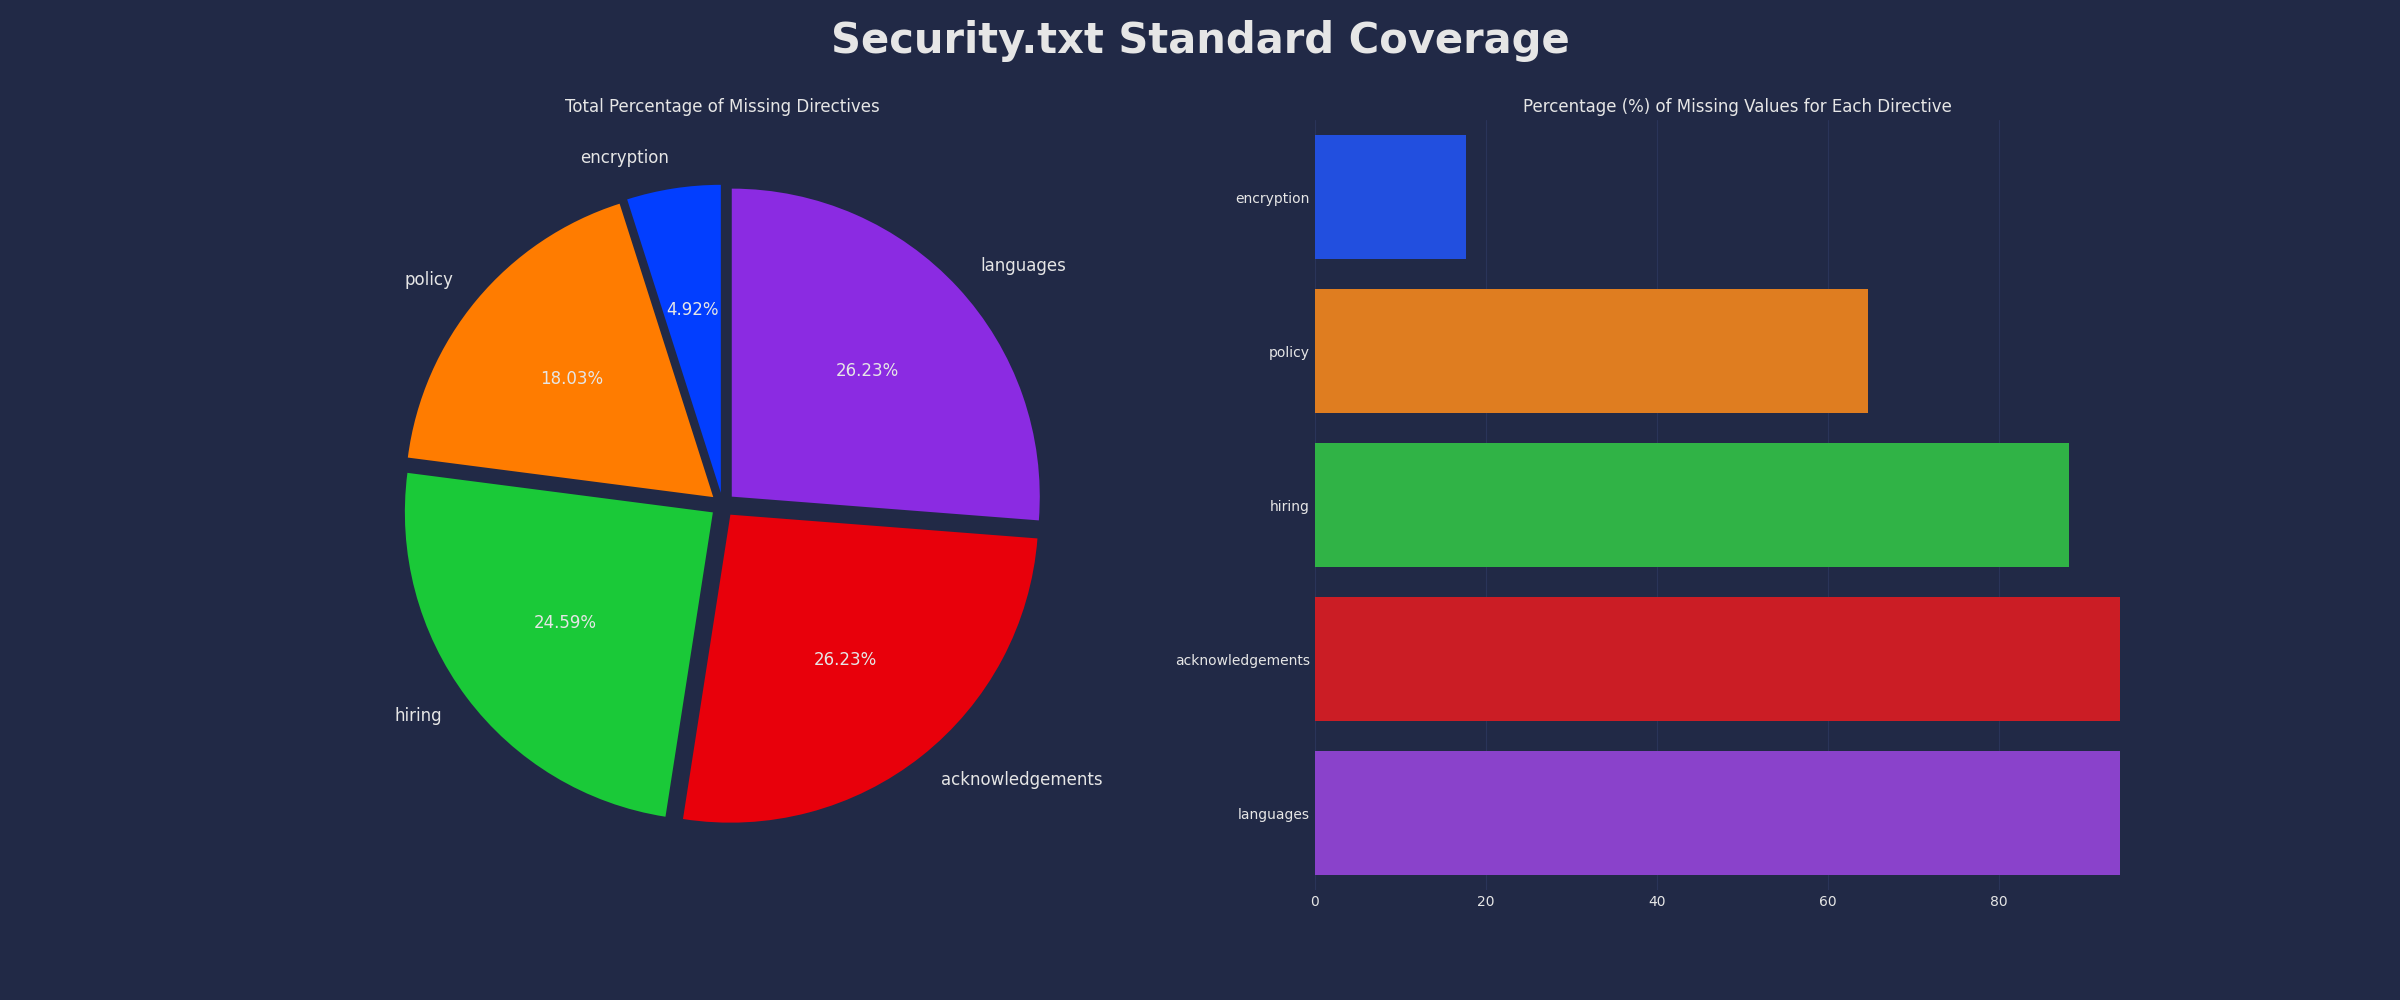 Security.txt Standard Coverage
Total Percentage of Missing Directives
encryption
policy
languages
4.92%
26.23%
18.03%
24.59%
26.23%
hiring
acknowledgements
Percentage (%) of Missing Values for Each Directive
encryption
policy
hiring
acknowledgements
languages
0 20 40 60 80